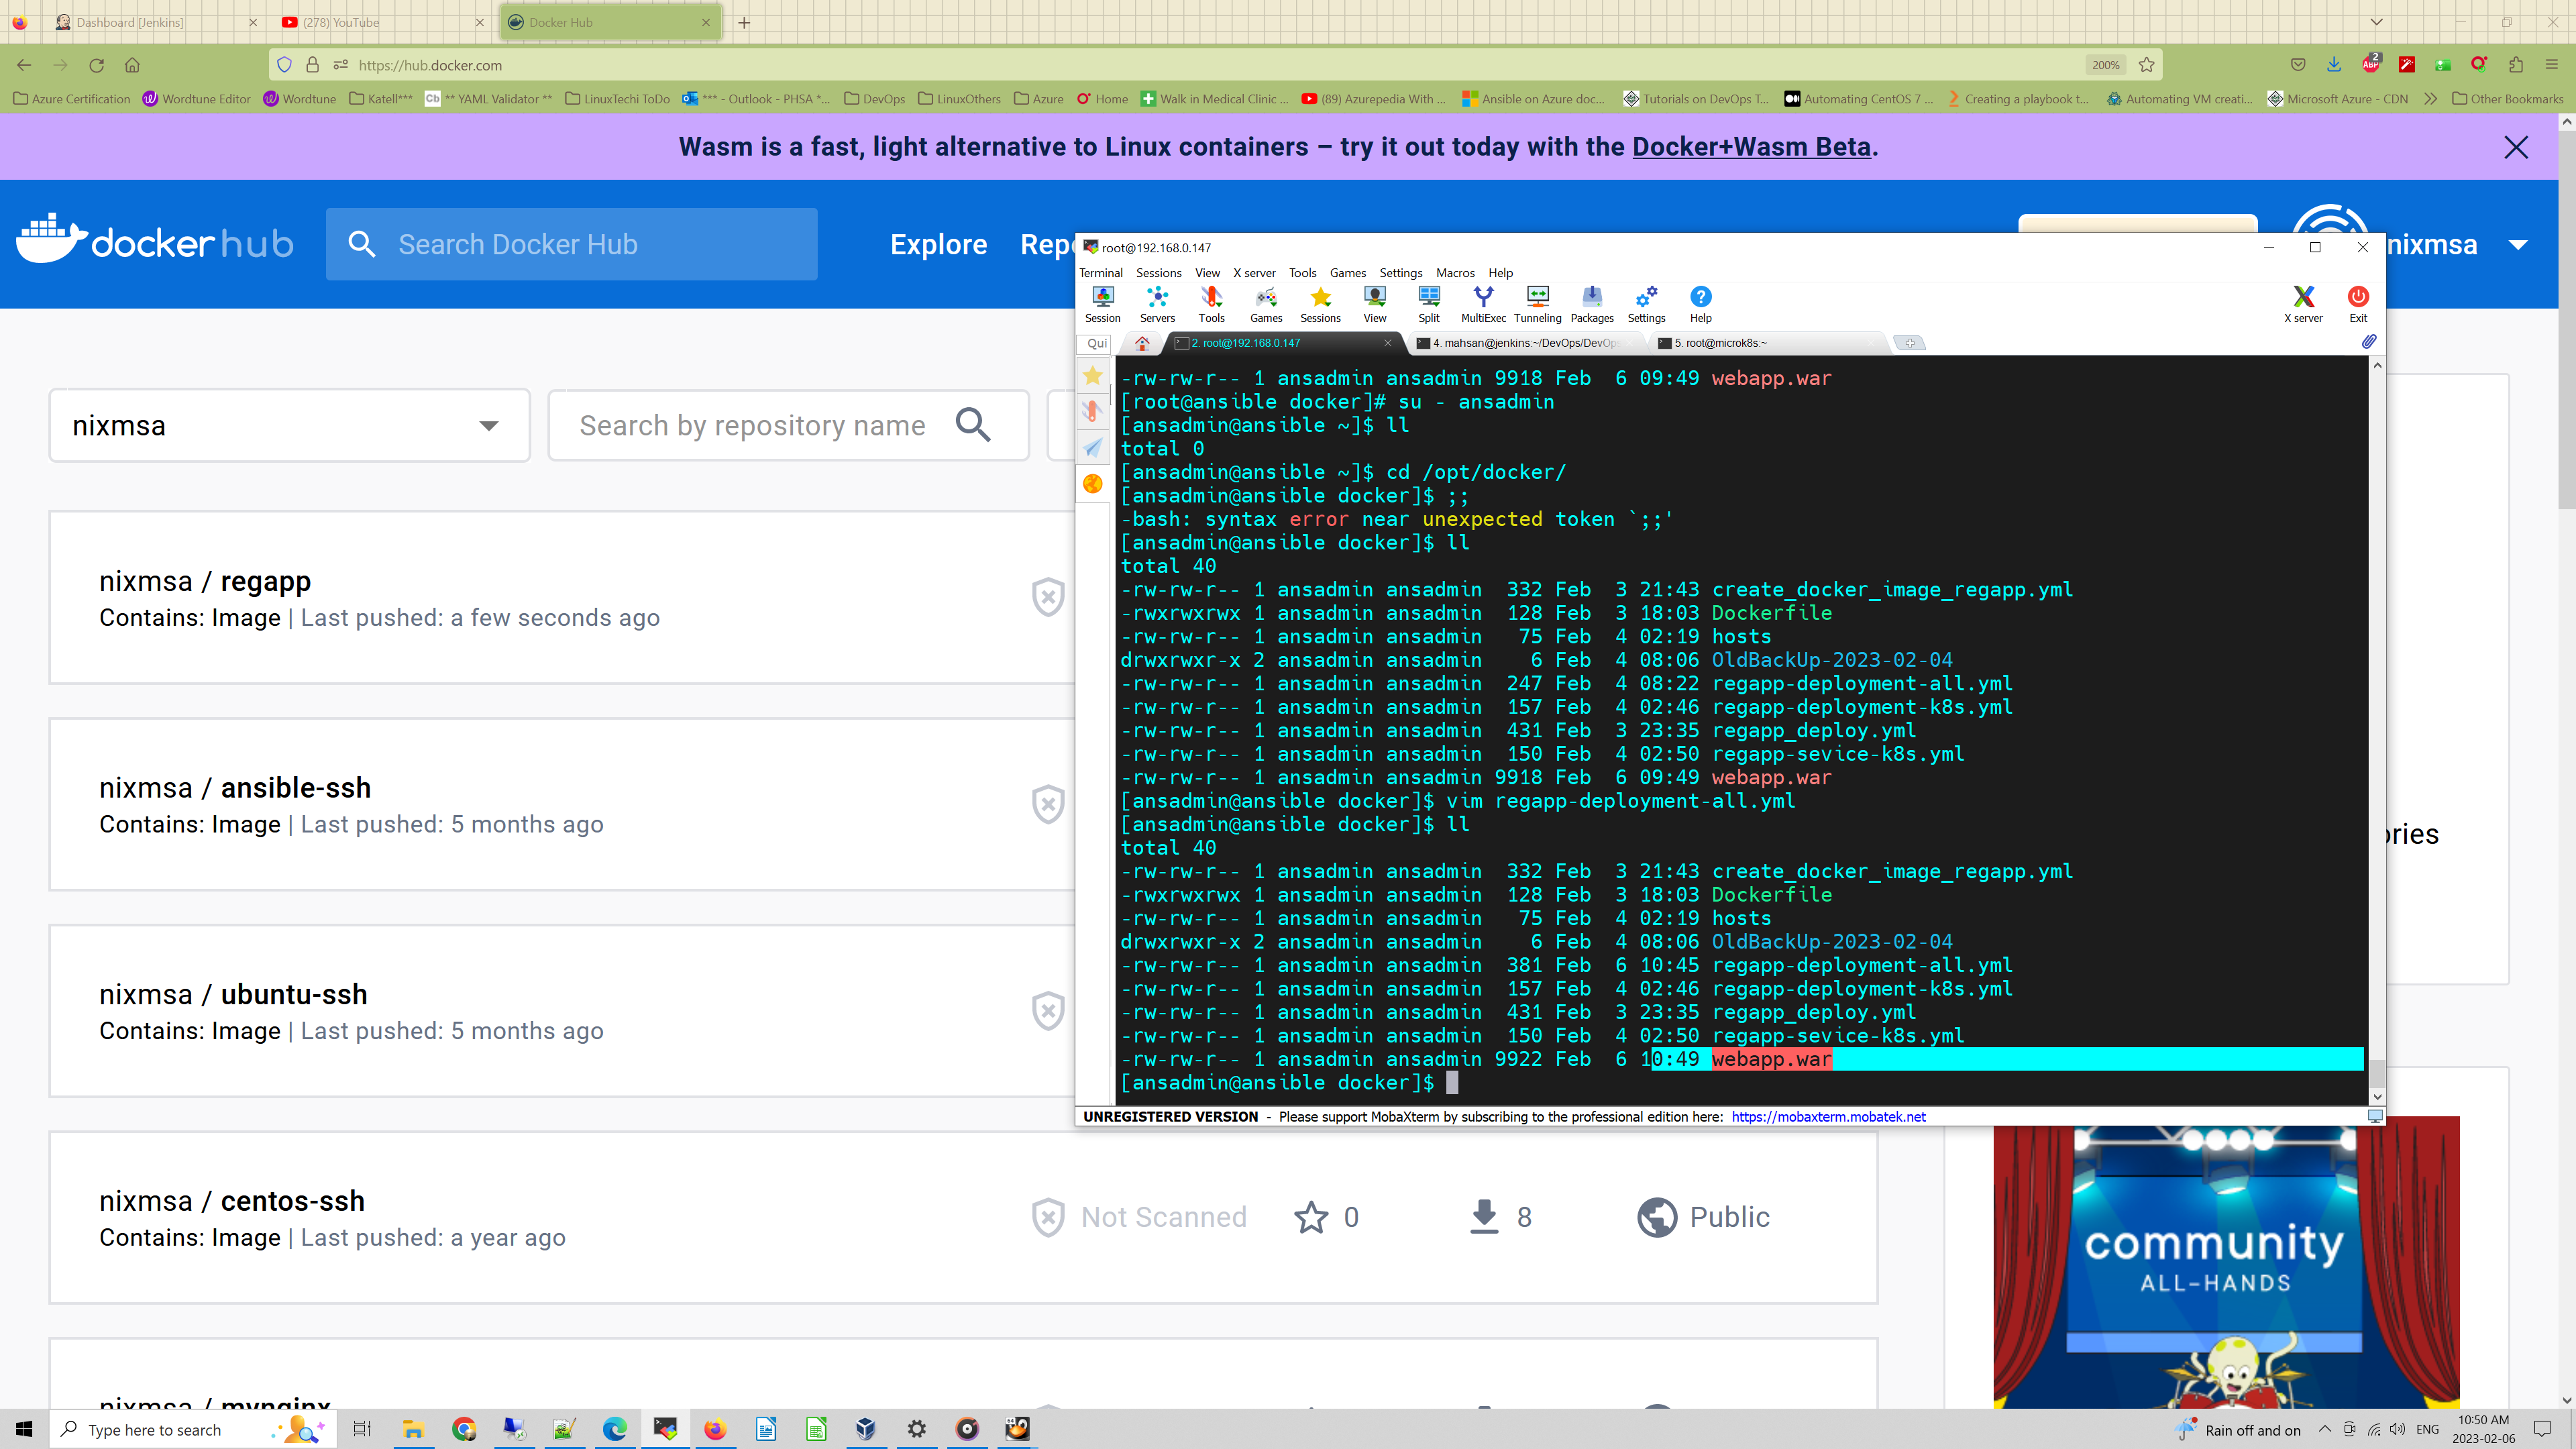 Dashboard [Jenkins]
(278) YouTube
Docker Hub
https://hub.docker.com
200%
2
ABP
Azure Certification
Wordtune Editor
Wordtune
Katell***
Cb
** YAML Validator **
LinuxTechi ToDo
*** - Outlook - PHSA *...
DevOps
LinuxOthers
Azure
Home
Walk in Medical Clinic ...
(89) Azurepedia With ...
Ansible on Azure doc...
Tutorials on DevOps T...
Automating CentOS 7 ...
Creating a playbook t...
Automating VM creati...
Microsoft Azure - CDN
Other Bookmarks
Wasm is a fast, light alternative to Linux containers – try it out today with the Docker+Wasm Beta.
docker hub
Search Docker Hub
Explore
Repo
nixmsa
nixmsa
Search by repository name
nixmsa / regapp
Contains: Image | Last pushed: a few seconds ago
nixmsa / ansible-ssh
Contains: Image | Last pushed: 5 months ago
nixmsa / ubuntu-ssh
Contains: Image | Last pushed: 5 months ago
nixmsa / centos-ssh
Contains: Image | Last pushed: a year ago
Not Scanned
0
8
Public
nixmsa / mynginx
ories
community
ALL-HANDS
root@192.168.0.147
Terminal Sessions View X server Tools Games Settings Macros Help
Session Servers Tools Games Sessions View Split MultiExec Tunneling Packages Settings Help
X server Exit
Qui
2. root@192.168.0.147
4. mahsan@jenkins:~/DevOps/DevOps
5. root@microk8s:~
-rw-rw-r-- 1 ansadmin ansadmin 9918 Feb  6 09:49 webapp.war
[root@ansible docker]# su - ansadmin
[ansadmin@ansible ~]$ ll
total 0
[ansadmin@ansible ~]$ cd /opt/docker/
[ansadmin@ansible docker]$ ;;
-bash: syntax error near unexpected token `;;'
[ansadmin@ansible docker]$ ll
total 40
-rw-rw-r-- 1 ansadmin ansadmin  332 Feb  3 21:43 create_docker_image_regapp.yml
-rwxrwxrwx 1 ansadmin ansadmin  128 Feb  3 18:03 Dockerfile
-rw-rw-r-- 1 ansadmin ansadmin   75 Feb  4 02:19 hosts
drwxrwxr-x 2 ansadmin ansadmin    6 Feb  4 08:06 OldBackUp-2023-02-04
-rw-rw-r-- 1 ansadmin ansadmin  247 Feb  4 08:22 regapp-deployment-all.yml
-rw-rw-r-- 1 ansadmin ansadmin  157 Feb  4 02:46 regapp-deployment-k8s.yml
-rw-rw-r-- 1 ansadmin ansadmin  431 Feb  3 23:35 regapp_deploy.yml
-rw-rw-r-- 1 ansadmin ansadmin  150 Feb  4 02:50 regapp-sevice-k8s.yml
-rw-rw-r-- 1 ansadmin ansadmin 9918 Feb  6 09:49 webapp.war
[ansadmin@ansible docker]$ vim regapp-deployment-all.yml
[ansadmin@ansible docker]$ ll
total 40
-rw-rw-r-- 1 ansadmin ansadmin  332 Feb  3 21:43 create_docker_image_regapp.yml
-rwxrwxrwx 1 ansadmin ansadmin  128 Feb  3 18:03 Dockerfile
-rw-rw-r-- 1 ansadmin ansadmin   75 Feb  4 02:19 hosts
drwxrwxr-x 2 ansadmin ansadmin    6 Feb  4 08:06 OldBackUp-2023-02-04
-rw-rw-r-- 1 ansadmin ansadmin  381 Feb  6 10:45 regapp-deployment-all.yml
-rw-rw-r-- 1 ansadmin ansadmin  157 Feb  4 02:46 regapp-deployment-k8s.yml
-rw-rw-r-- 1 ansadmin ansadmin  431 Feb  3 23:35 regapp_deploy.yml
-rw-rw-r-- 1 ansadmin ansadmin  150 Feb  4 02:50 regapp-sevice-k8s.yml
-rw-rw-r-- 1 ansadmin ansadmin 9922 Feb  6 10:49 webapp.war
[ansadmin@ansible docker]$
UNREGISTERED VERSION - Please support MobaXterm by subscribing to the professional edition here: https://mobaxterm.mobatek.net
Type here to search
Rain off and on
ENG
10:50 AM
2023-02-06